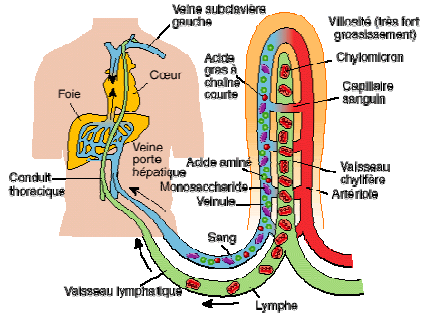 Veine subclavière
gauche
Villosité (très fort
grossissement)
Acide
gras à
chaîne
courte
Chylomicron
Cœur
Foie
Capillaire
sanguin
Veine
porte
hépatique
Acide aminé
Monosaccharide
Veinule
Vaisseau
chylifère
Artériole
Conduit
thoracique
Sang
Vaisseau lymphatique
Lymphe